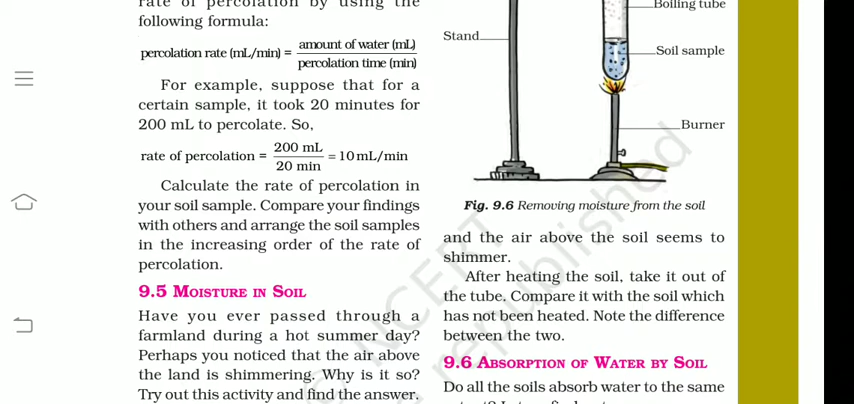 rate of percolation by using the
following formula:
percolation rate (mL/min) = amount of water (mL)
percolation time (min)
For example, suppose that for a
certain sample, it took 20 minutes for
200 mL to percolate. So,
rate of percolation = 200 mL
20 min = 10 mL/min
Calculate the rate of percolation in
your soil sample. Compare your findings
with others and arrange the soil samples
in the increasing order of the rate of
percolation.
9.5 MOISTURE IN SOIL
Have you ever passed through a
farmland during a hot summer day?
Perhaps you noticed that the air above
the land is shimmering. Why is it so?
Try out this activity and find the answer.
Boiling tube
Stand
Soil sample
Burner
Fig. 9.6 Removing moisture from the soil
and the air above the soil seems to
shimmer.
After heating the soil, take it out of
the tube. Compare it with the soil which
has not been heated. Note the difference
between the two.
9.6 ABSORPTION OF WATER BY SOIL
Do all the soils absorb water to the same
© NCERT
republished